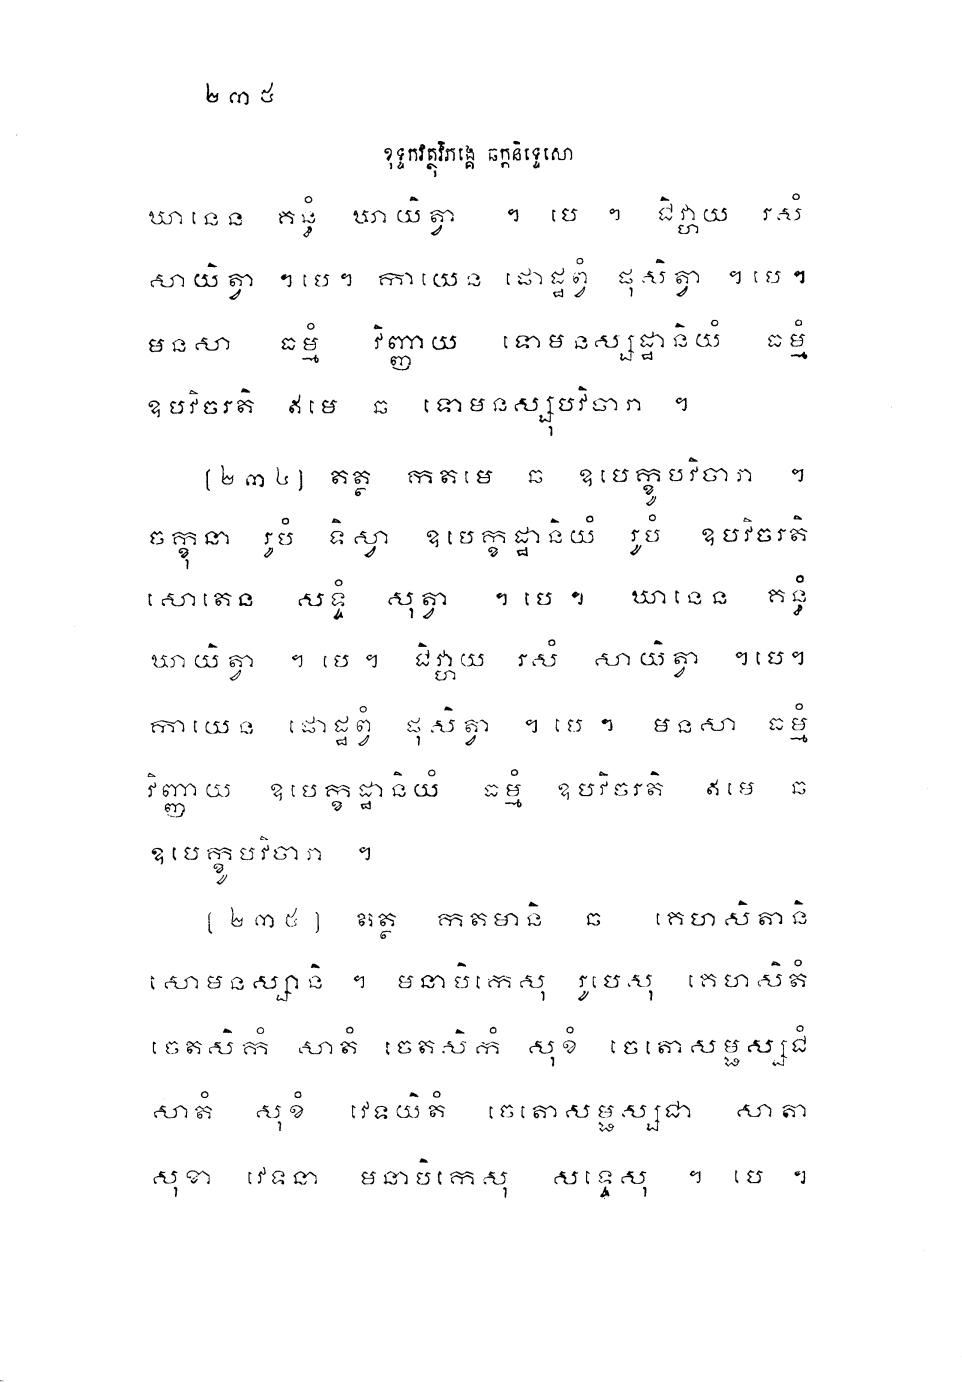 ២៣៥
ខុទ្ទកវត្ថុវិភង្គេ ឆក្កនិទ្ទេសោ
ឃានេន គន្ធំ ឃាយិត្វា ។ បេ ។ ជិវ្ហាយ រសំ
សាយិត្វា ។ បេ ។ កាយេន ផោដ្ឋព្វំ ផុសិត្វា ។ បេ ។
មនសា ធម្មំ វិញ្ញាយ ទោមនស្សដ្ឋានិយំ ធម្មំ
ឧបវិចរតិ ឥមេ ឆ ទោមនស្សុបវិចារា ។
(២៣៤) តត្ថ កតមេ ឆ ឧបេក្ខូបវិចារា ។
ចក្ខុនា រូបំ ទិស្វា ឧបេក្ខដ្ឋានិយំ រូបំ ឧបវិចរតិ
សោតេន សទ្ទំ សុត្វា ។ បេ ។ ឃានេន គន្ធំ
ឃាយិត្វា ។ បេ ។ ជិវ្ហាយ រសំ សាយិត្វា ។ បេ ។
កាយេន ផោដ្ឋព្វំ ផុសិត្វា ។ បេ ។ មនសា ធម្មំ
វិញ្ញាយ ឧបេក្ខដ្ឋានិយំ ធម្មំ ឧបវិចរតិ ឥមេ ឆ
ឧបេក្ខូបវិចារា ។
(២៣៥) តត្ថ កតមានិ ឆ គេហសិតានិ
សោមនស្សានិ ។ មនាបិកេសុ រូបេសុ គេហសិតំ
ចេតសិកំ សាតំ ចេតសិកំ សុខំ ចេតោសម្ផស្សជំ
សាតំ សុខំ វេទយិតំ ចេតោសម្ផស្សជា សាតា
សុខា វេទនា មនាបិកេសុ សទ្ទេសុ ។ បេ ។